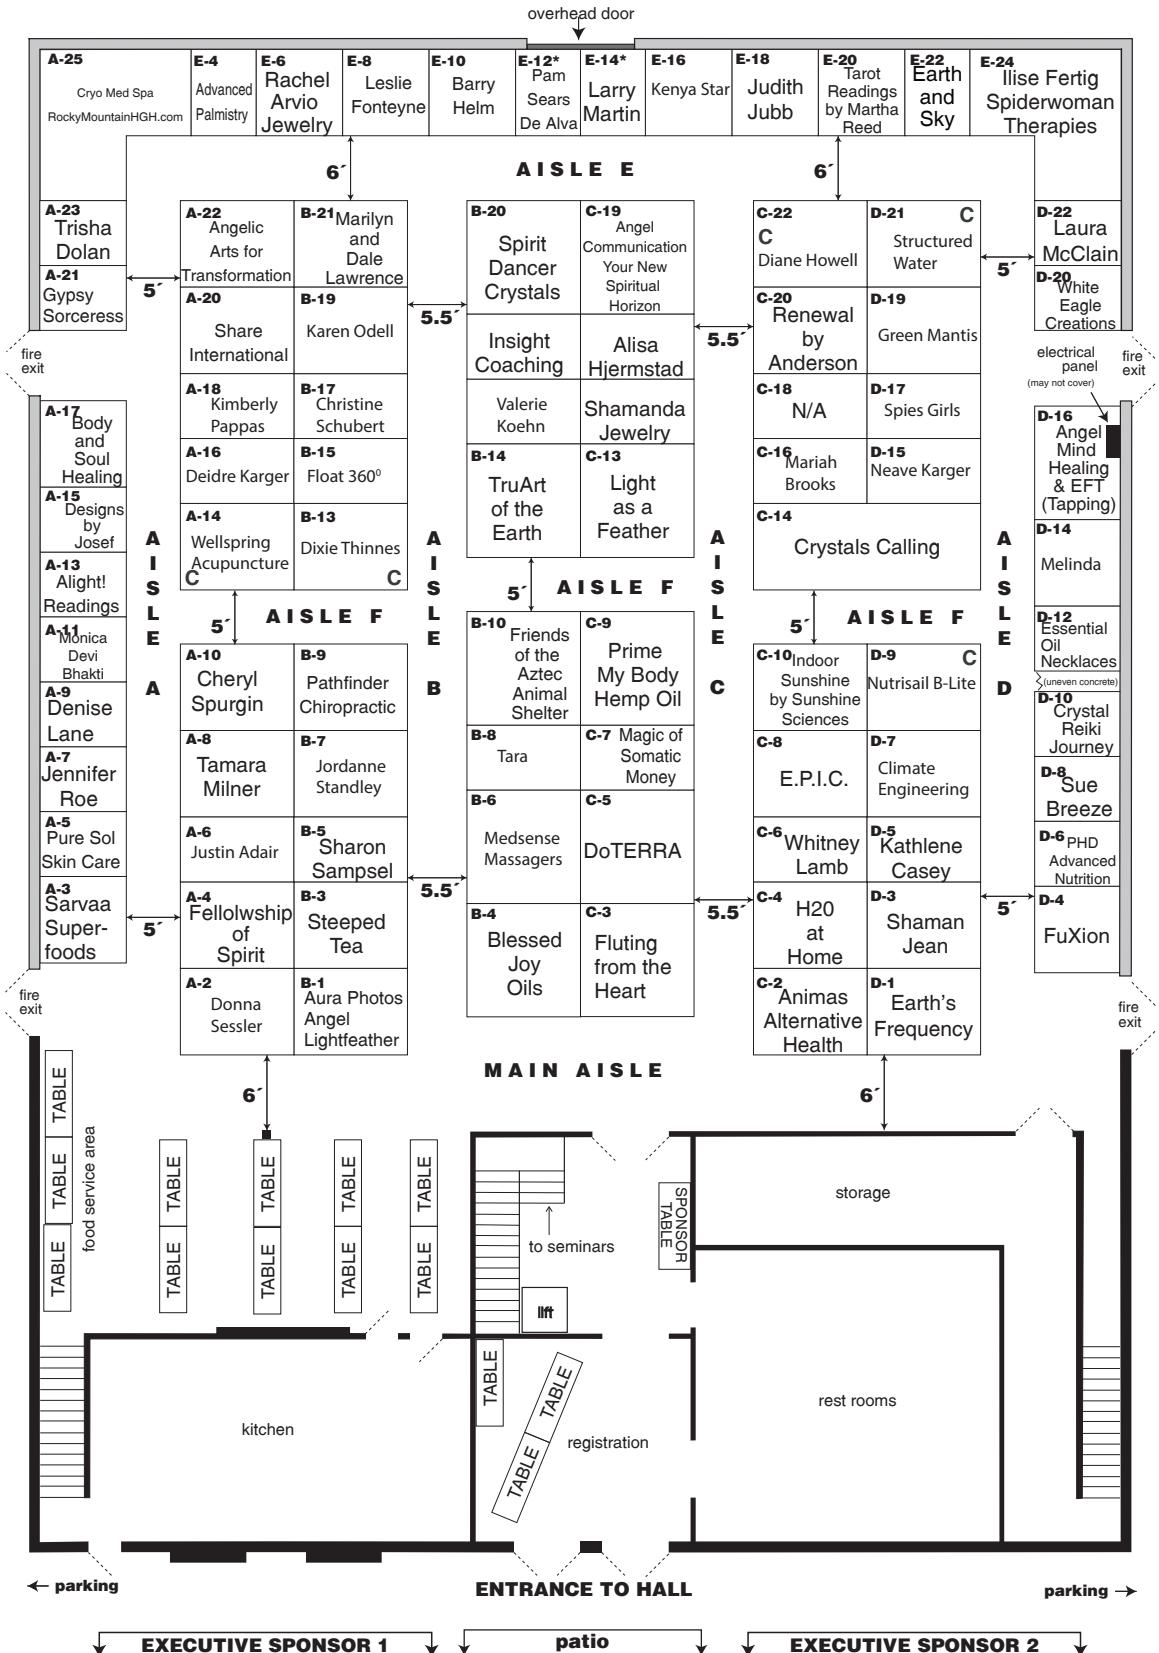 overhead door
A-25
Cryo Med Spa
RockyMountainHGH.com
E-4
Advanced
Palmistry
E-6
Rachel
Arvio
Jewelry
E-8
Leslie
Fonteyne
E-10
Barry
Helm
E-12*
Pam
Sears
De Alva
E-14*
Larry
Martin
E-16
Kenya Star
E-18
Judith
Jubb
E-20
Tarot
Readings
by Martha
Reed
E-22
Earth
and
Sky
E-24
Ilise Fertig
Spiderwoman
Therapies
6´
AISLE E
6´
A-23
Trisha
Dolan
A-21
Gypsy
Sorceress
5´
fire
exit
A-17
Body
and
Soul
Healing
A-15
Designs
by
Josef
A-13
Alight!
Readings
A-11
Monica
Devi
Bhakti
A-9
Denise
Lane
A-7
Jennifer
Roe
A-5
Pure Sol
Skin Care
A-3
Sarvaa
Super-
foods
5´
fire
exit
AISLE
A
A-22
Angelic
Arts for
Transformation
B-21
Marilyn
and
Dale
Lawrence
A-20
Share
International
B-19
Karen Odell
A-18
Kimberly
Pappas
B-17
Christine
Schubert
A-16
Deidre Karger
B-15
Float 360⁰
A-14
Wellspring
Acupuncture
C
B-13
Dixie Thinnes
C
5´
AISLE F
A-10
Cheryl
Spurgin
B-9
Pathfinder
Chiropractic
A-8
Tamara
Milner
B-7
Jordanne
Standley
A-6
Justin Adair
B-5
Sharon
Sampsel
A-4
Fellolwship
of
Spirit
B-3
Steeped
Tea
A-2
Donna
Sessler
B-1
Aura Photos
Angel
Lightfeather
5.5´
AISLE
B
5.5´
B-20
Spirit
Dancer
Crystals
C-19
Angel
Communication
Your New
Spiritual
Horizon
Insight
Coaching
Alisa
Hjermstad
Valerie
Koehn
Shamanda
Jewelry
B-14
TruArt
of the
Earth
C-13
Light
as a
Feather
5´
AISLE F
B-10
Friends
of the
Aztec
Animal
Shelter
C-9
Prime
My Body
Hemp Oil
B-8
Tara
C-7
Magic of
Somatic
Money
B-6
Medsense
Massagers
C-5
DoTERRA
B-4
Blessed
Joy
Oils
C-3
Fluting
from the
Heart
5.5´
AISLE
C
5.5´
C-22
C
Diane Howell
D-21
C
Structured
Water
C-20
Renewal
by
Anderson
D-19
Green Mantis
C-18
N/A
D-17
Spies Girls
C-16
Mariah
Brooks
D-15
Neave Karger
C-14
Crystals Calling
5´
AISLE F
C-10
Indoor
Sunshine
by Sunshine
Sciences
D-9
C
Nutrisail B-Lite
C-8
E.P.I.C.
D-7
Climate
Engineering
C-6
Whitney
Lamb
D-5
Kathlene
Casey
C-4
H20
at
Home
D-3
Shaman
Jean
C-2
Animas
Alternative
Health
D-1
Earth's
Frequency
5´
AISLE
D
5´
D-22
Laura
McClain
D-20
White
Eagle
Creations
electrical
panel
(may not cover)
fire
exit
D-16
Angel
Mind
Healing
& EFT
(Tapping)
D-14
Melinda
D-12
Essential
Oil
Necklaces
(uneven concrete)
D-10
Crystal
Reiki
Journey
D-8
Sue
Breeze
D-6
PHD
Advanced
Nutrition
D-4
FuXion
fire
exit
MAIN AISLE
6´
6´
TABLE
TABLE
TABLE
food service area
TABLE
TABLE
TABLE
TABLE
TABLE
TABLE
TABLE
TABLE
to seminars
lift
SPONSOR
TABLE
storage
kitchen
TABLE
TABLE
TABLE
registration
rest rooms
parking
ENTRANCE TO HALL
parking
EXECUTIVE SPONSOR 1
patio
EXECUTIVE SPONSOR 2